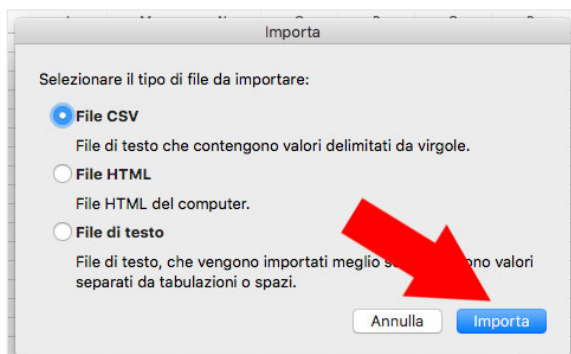 Importa
Selezionare il tipo di file da importare:
File CSV
File di testo che contengono valori delimitati da virgole.
File HTML
File HTML del computer.
File di testo
File di testo, che vengono importati meglio valori
separati da tabulazioni o spazi.
Annulla Importa